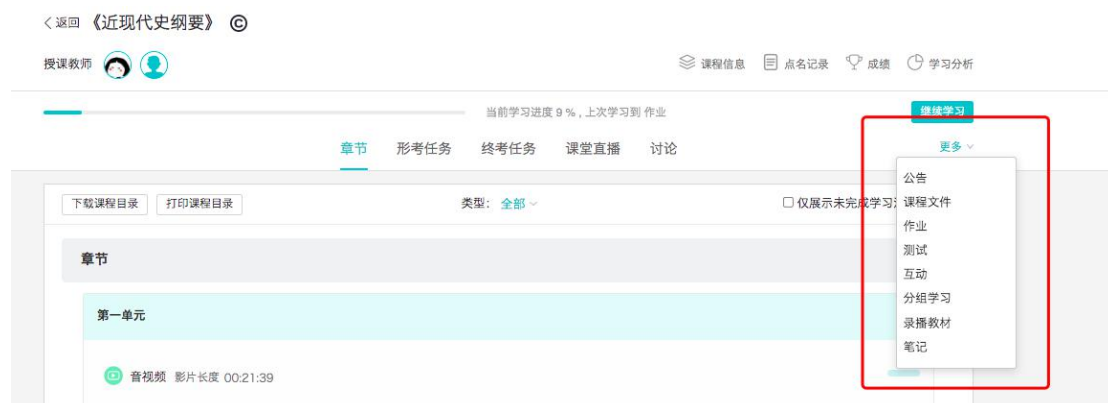 返回 《近现代史纲要》 ©
授课教师 课程信息 点名记录 成绩 学习分析
当前学习进度 9 % , 上次学习到 作业 继续学习
章节 形考任务 终考任务 课堂直播 讨论 更多
下载课程目录 打印课程目录 类型: 全部 仅展示未完成学习
公告
课程文件
作业
测试
互动
分组学习
录播教材
笔记
章节
第一单元
音视频 影片长度 00:21:39